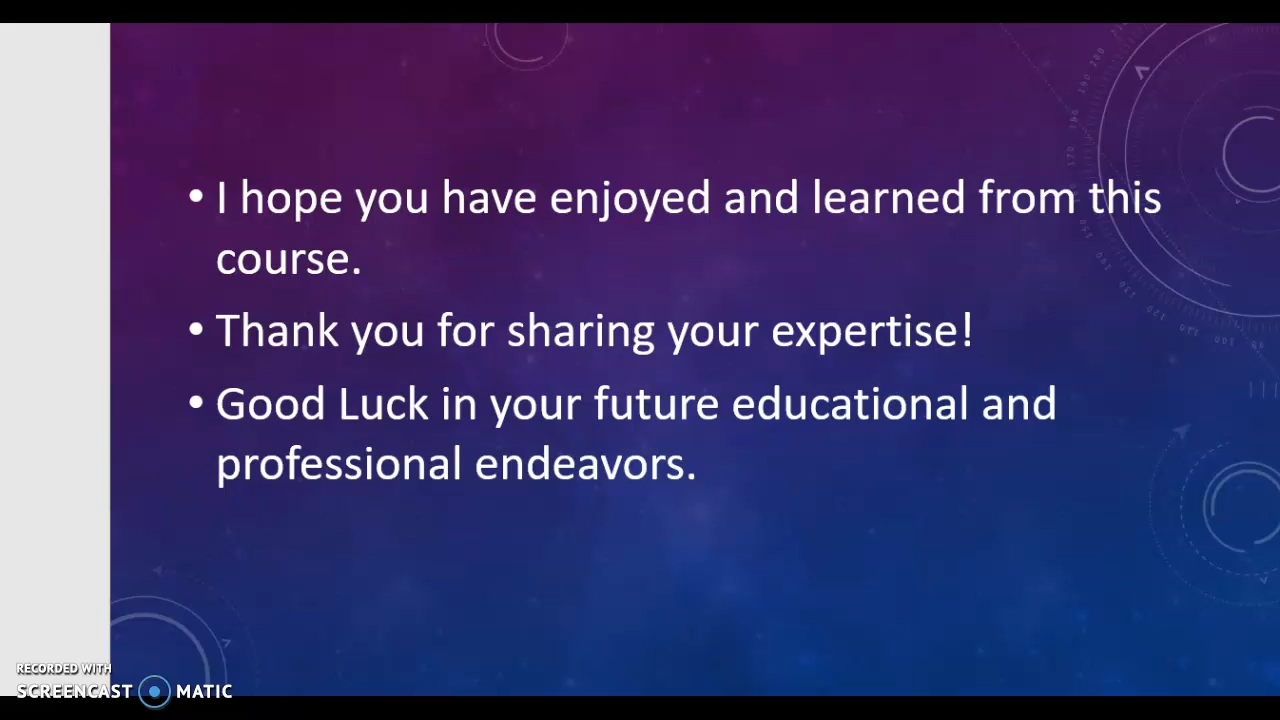 • I hope you have enjoyed and learned from this
course.
• Thank you for sharing your expertise!
• Good Luck in your future educational and
professional endeavors.
RECORDED WITH
SCREENCAST MATIC